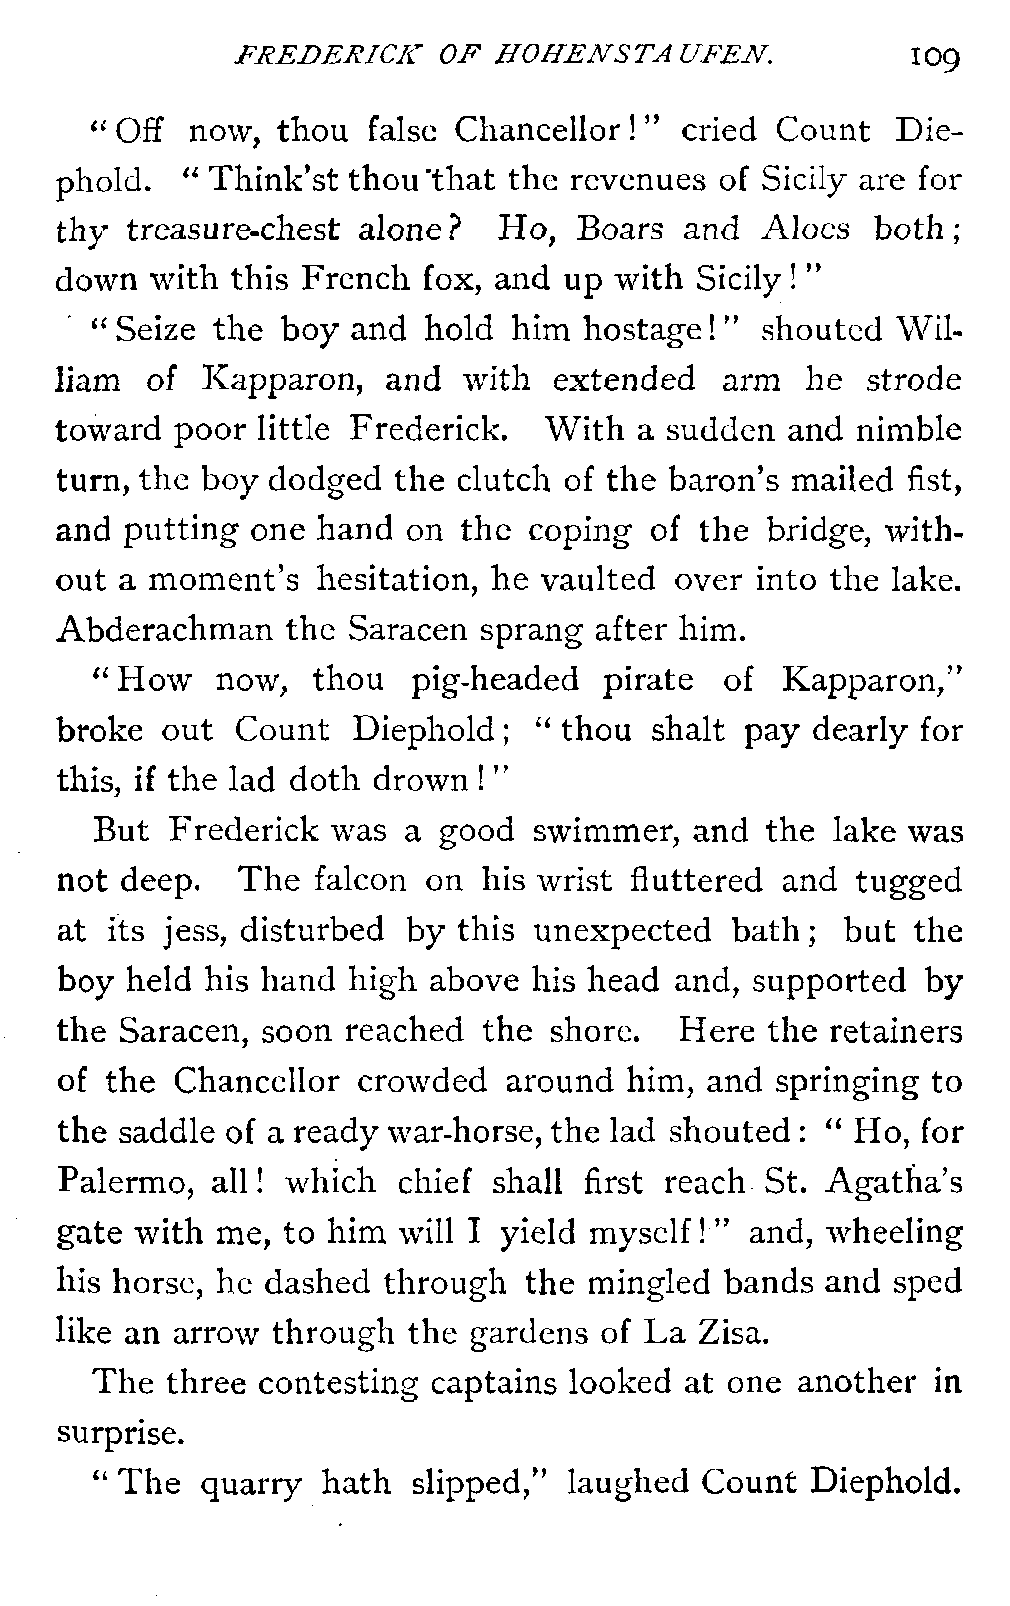 FREDERICK OF HOHENSTAUFEN. 109
"Off now, thou false Chancellor!" cried Count Die-
phold. "Think'st thou that the revenues of Sicily are for
thy treasure-chest alone? Ho, Boars and Aloes both;
down with this French fox, and up with Sicily!"
"Seize the boy and hold him hostage!" shouted Wil-
liam of Kapparon, and with extended arm he strode
toward poor little Frederick. With a sudden and nimble
turn, the boy dodged the clutch of the baron's mailed fist,
and putting one hand on the coping of the bridge, with-
out a moment's hesitation, he vaulted over into the lake.
Abderachman the Saracen sprang after him.
"How now, thou pig-headed pirate of Kapparon,"
broke out Count Diephold; "thou shalt pay dearly for
this, if the lad doth drown!"
But Frederick was a good swimmer, and the lake was
not deep. The falcon on his wrist fluttered and tugged
at its jess, disturbed by this unexpected bath; but the
boy held his hand high above his head and, supported by
the Saracen, soon reached the shore. Here the retainers
of the Chancellor crowded around him, and springing to
the saddle of a ready war-horse, the lad shouted: "Ho, for
Palermo, all! which chief shall first reach St. Agatha's
gate with me, to him will I yield myself!" and, wheeling
his horse, he dashed through the mingled bands and sped
like an arrow through the gardens of La Zisa.
The three contesting captains looked at one another in
surprise.
"The quarry hath slipped," laughed Count Diephold.